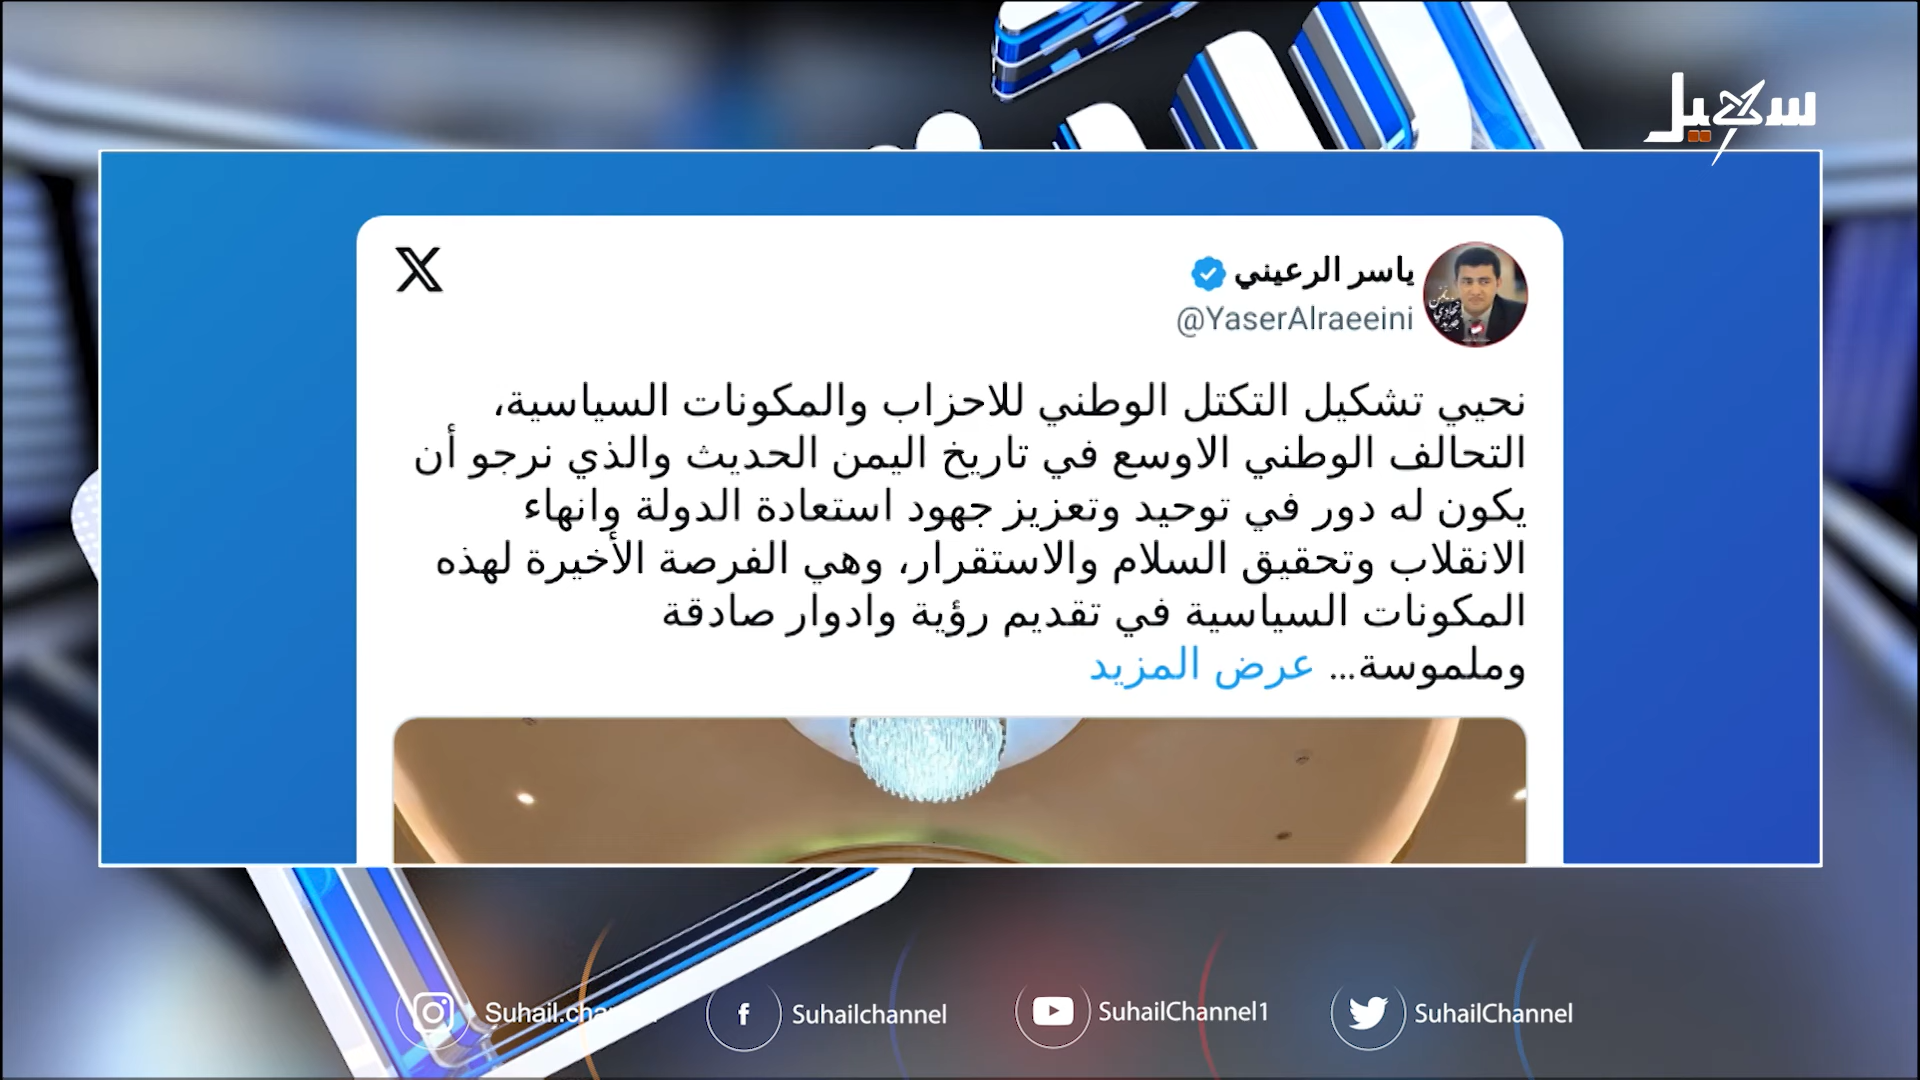 سهيل
ياسر الرعيني
@YaserAlraeeini
نحيي تشكيل التكتل الوطني للاحزاب والمكونات السياسية،
التحالف الوطني الاوسع في تاريخ اليمن الحديث والذي نرجو أن
يكون له دور في توحيد وتعزيز جهود استعادة الدولة وانهاء
الانقلاب وتحقيق السلام والاستقرار، وهي الفرصة الأخيرة لهذه
المكونات السياسية في تقديم رؤية وادوار صادقة
وملموسة... عرض المزيد
Suhailchannel
SuhailChannel1
SuhailChannel